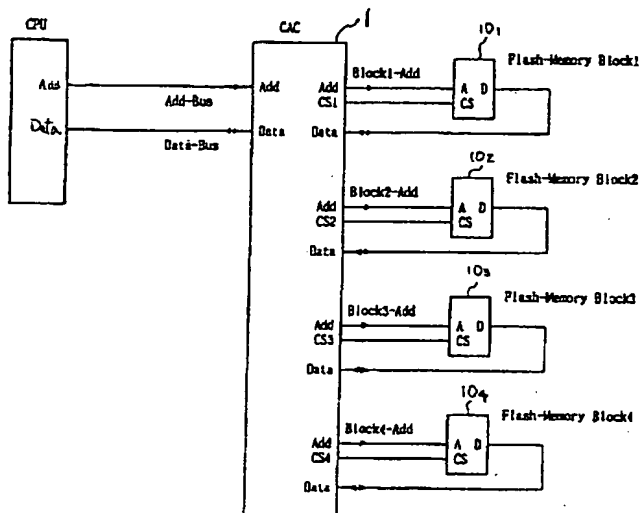 CPU
Add
Data
Add-Bus
Data-Bus
CAC
1
Add
Data
Add
CS1
Data
Block1-Add
10₁
A D
CS
Flash-Memory Block1
Add
CS2
Data
Block2-Add
10₂
A D
CS
Flash-Memory Block2
Add
CS3
Data
Block3-Add
10₃
A D
CS
Flash-Memory Block3
Add
CS4
Data
Block4-Add
10₄
A D
CS
Flash-Memory Block4